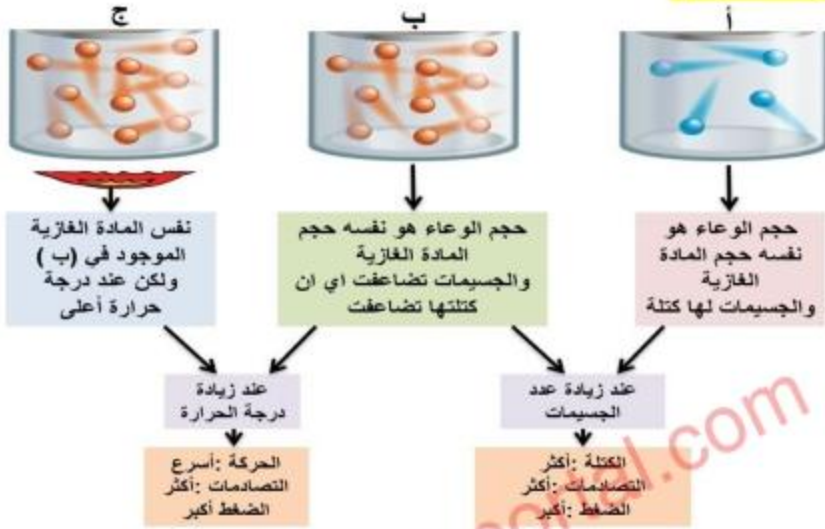 أ
ب
ج
حجم الوعاء هو
نفسه حجم المادة
الغازية
والجسيمات لها كتلة
حجم الوعاء هو نفسه حجم
المادة الغازية
والجسيمات تضاعفت اي ان
كتلتها تضاعفت
نفس المادة الغازية
الموجود في (ب )
ولكن عند درجة
حرارة أعلى
عند زيادة عدد
الجسيمات
عند زيادة
درجة الحرارة
الكتلة :أكثر
التصادمات :أكثر
الضغط :أكبر
الحركة :أسرع
التصادمات :أكثر
الضغط أكبر